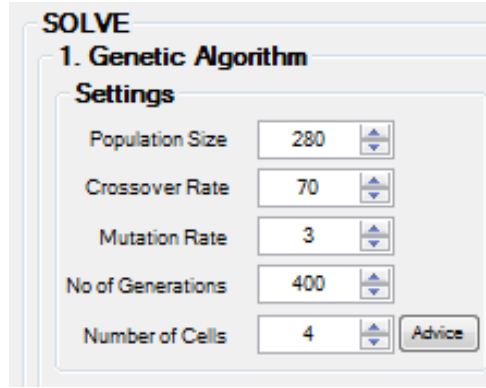 SOLVE
1. Genetic Algorithm
Settings
Population Size 280
Crossover Rate 70
Mutation Rate 3
No of Generations 400
Number of Cells 4 Advice